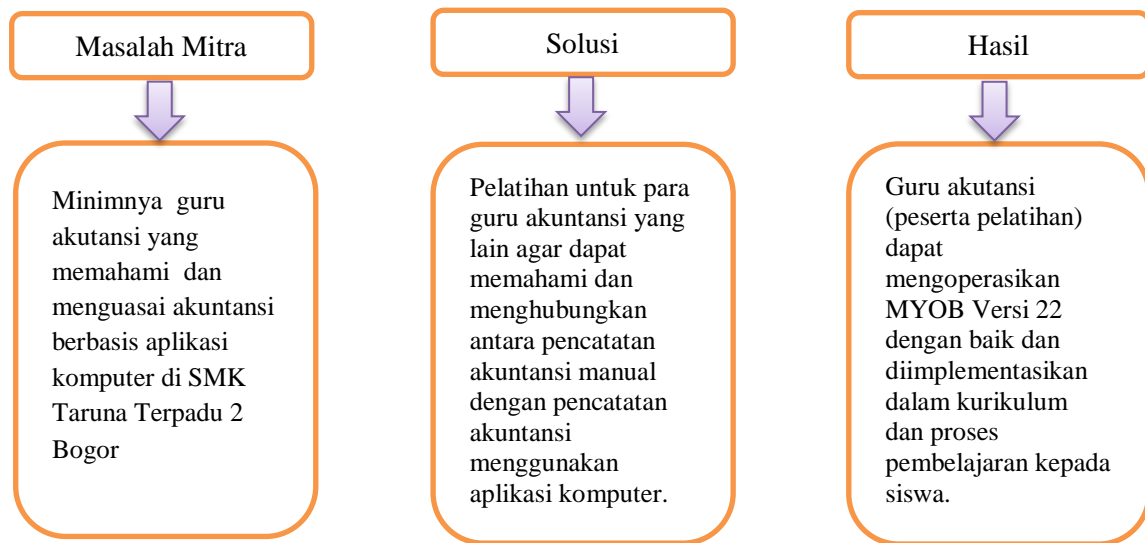 Masalah Mitra
Minimnya guru
akutansi yang
memahami dan
menguasai akuntansi
berbasis aplikasi
komputer di SMK
Taruna Terpadu 2
Bogor
Solusi
Pelatihan untuk para
guru akuntansi yang
lain agar dapat
memahami dan
menghubungkan
antara pencatatan
akuntansi manual
dengan pencatatan
akuntansi
menggunakan
aplikasi komputer.
Hasil
Guru akutansi
(peserta pelatihan)
dapat
mengoperasikan
MYOB Versi 22
dengan baik dan
diimplementasikan
dalam kurikulum
dan proses
pembelajaran kepada
siswa.